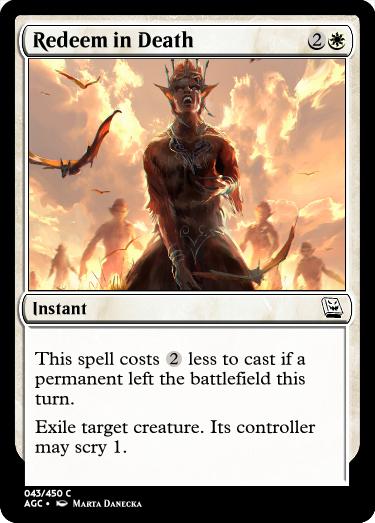 Redeem in Death 2
Instant
This spell costs 2 less to cast if a
permanent left the battlefield this
turn.
Exile target creature. Its controller
may scry 1.
043/450 C
AGC • Marta Danecka